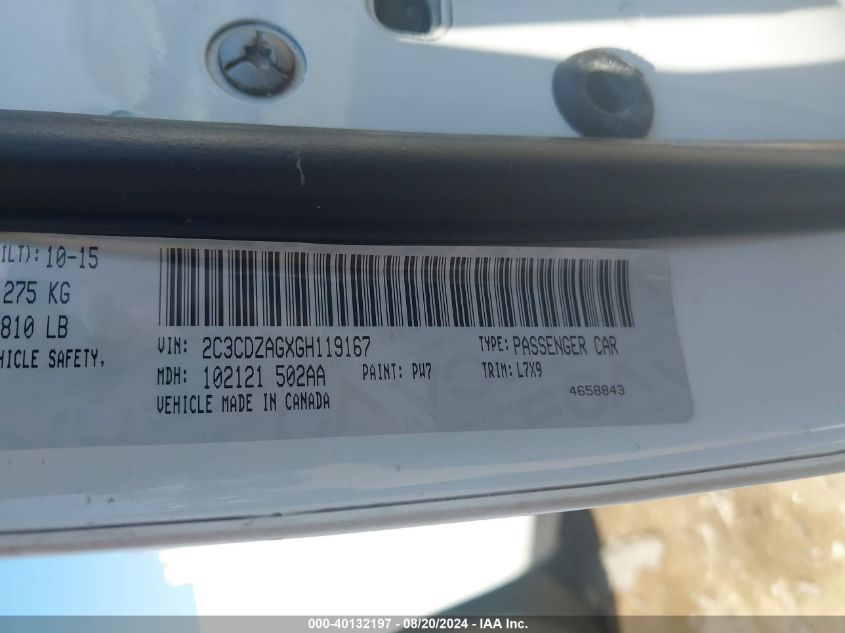 ILT): 10-15
275 KG
810 LB
HICLE SAFETY,
VIN: 2C3CDZAGXGH119167 TYPE: PASSENGER CAR
MDH: 102121 502AA PAINT: PW7 TRIM: L7X9
VEHICLE MADE IN CANADA 4658843
000-40132197 - 08/20/2024 - IAA Inc.